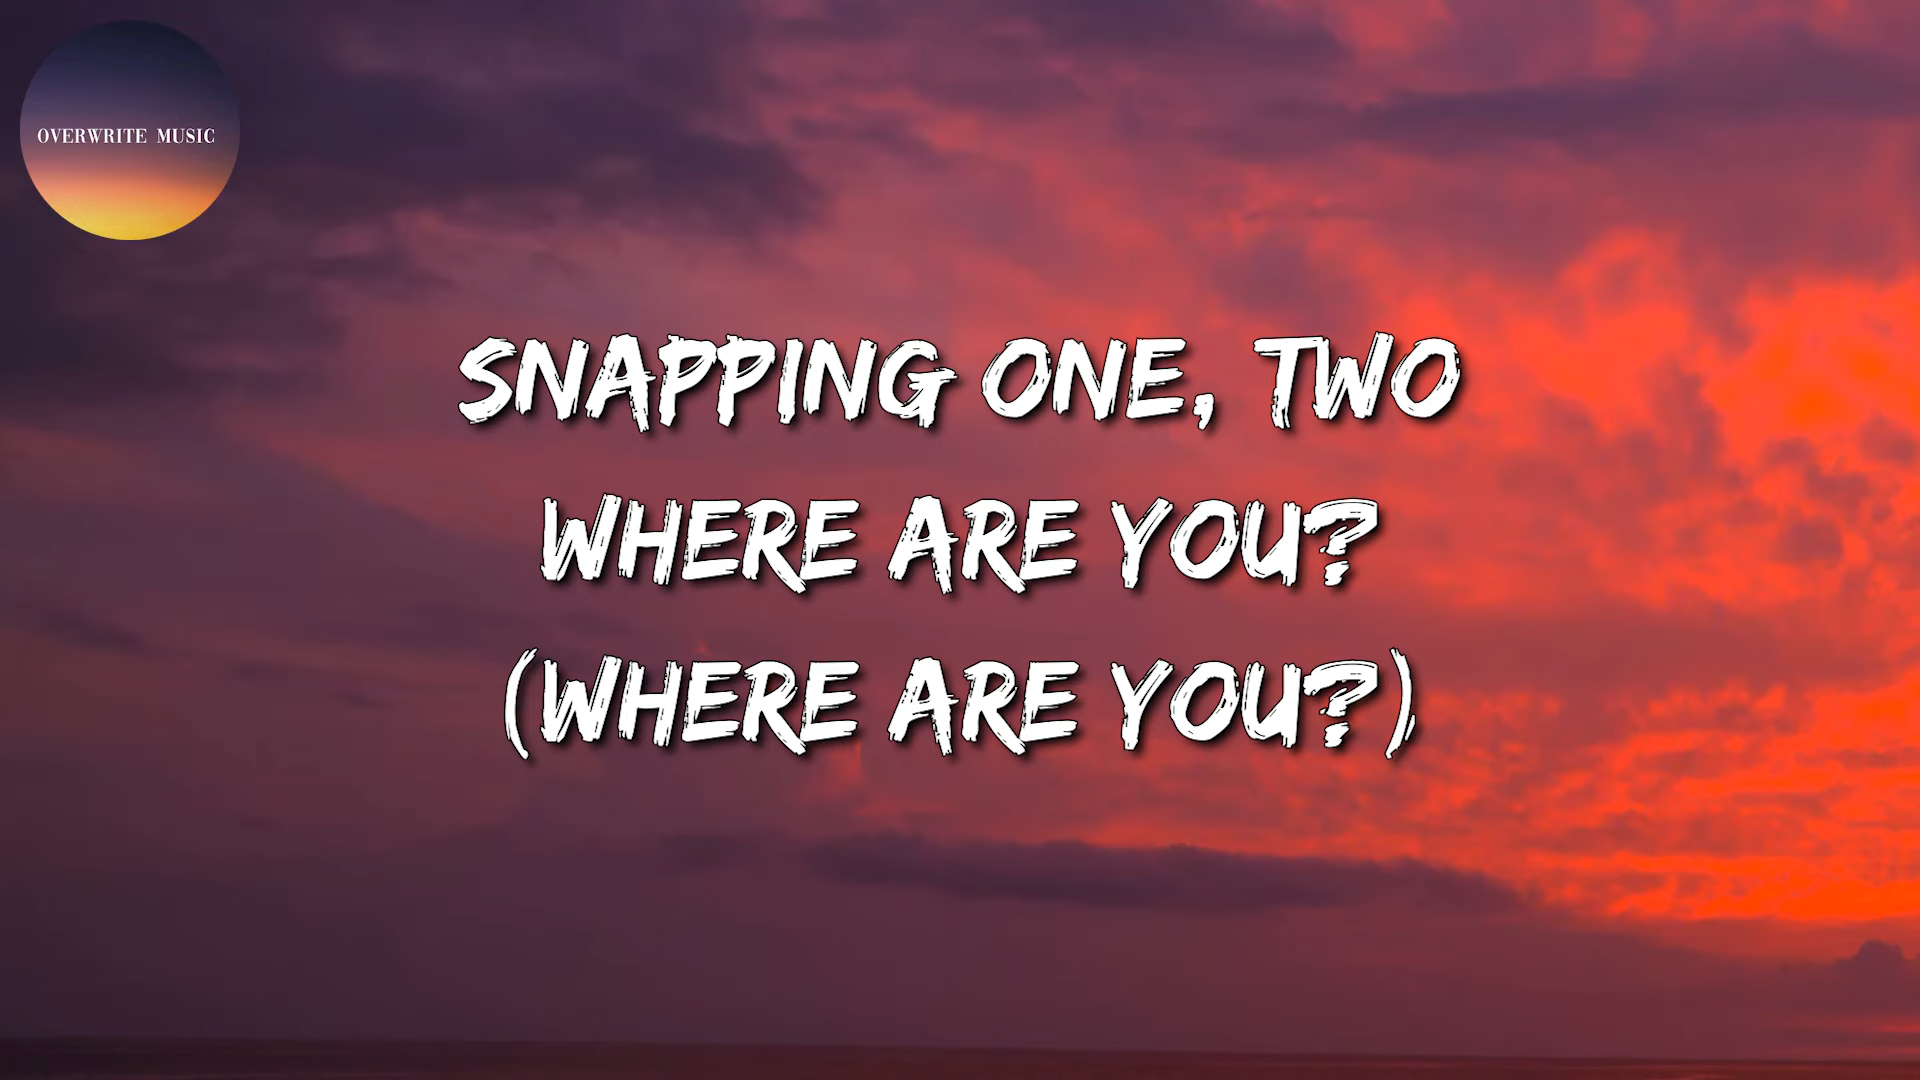 OVERWRITE MUSIC
SNAPPING ONE, TWO
WHERE ARE YOU?
(WHERE ARE YOU?)